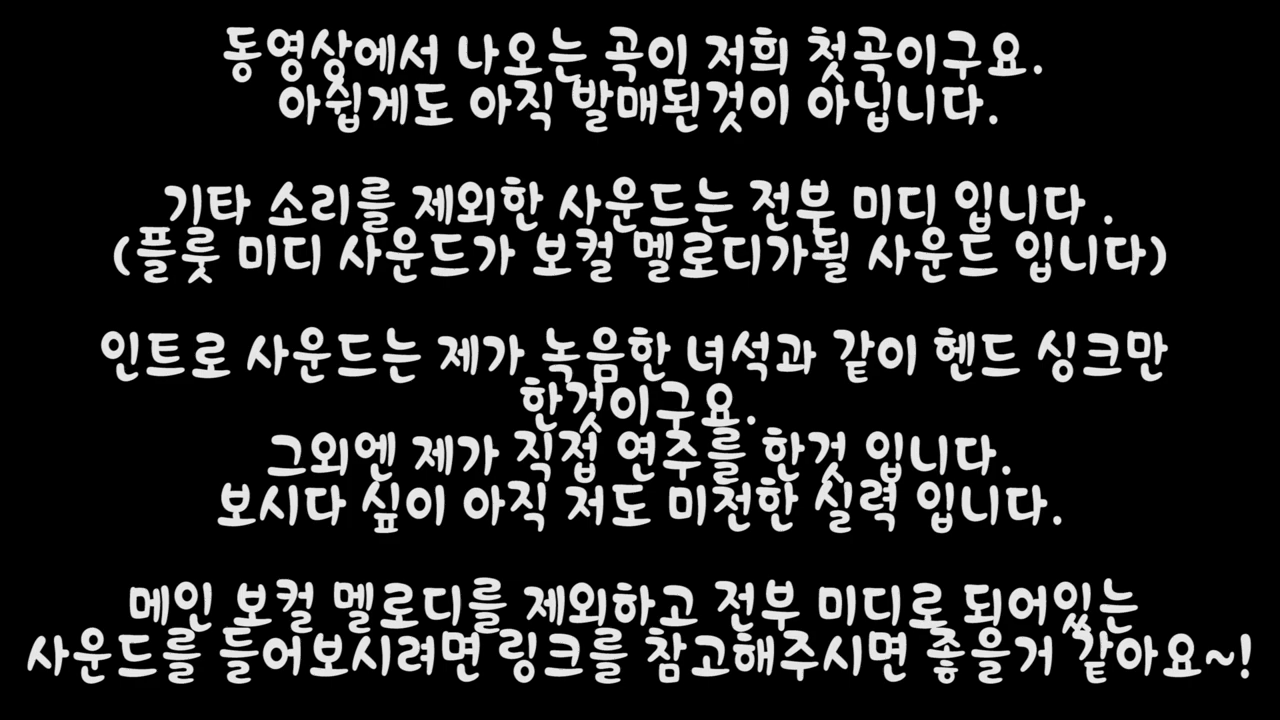 동영상에서 나오는 곡이 저희 첫곡이구요.
아쉽게도 아직 발매된것이 아닙니다.
기타 소리를 제외한 사운드는 전부 미디 입니다 .
(플룻 미디 사운드가 보컬 멜로디가될 사운드 입니다)
인트로 사운드는 제가 녹음한 녀석과 같이 헨드 싱크만
한것이구요.
그외엔 제가 직접 연주를 한것 입니다.
보시다 싶이 아직 저도 미전한 실력 입니다.
메인 보컬 멜로디를 제외하고 전부 미디로 되어있는
사운드를 들어보시려면 링크를 참고해주시면 좋을거 같아요~!